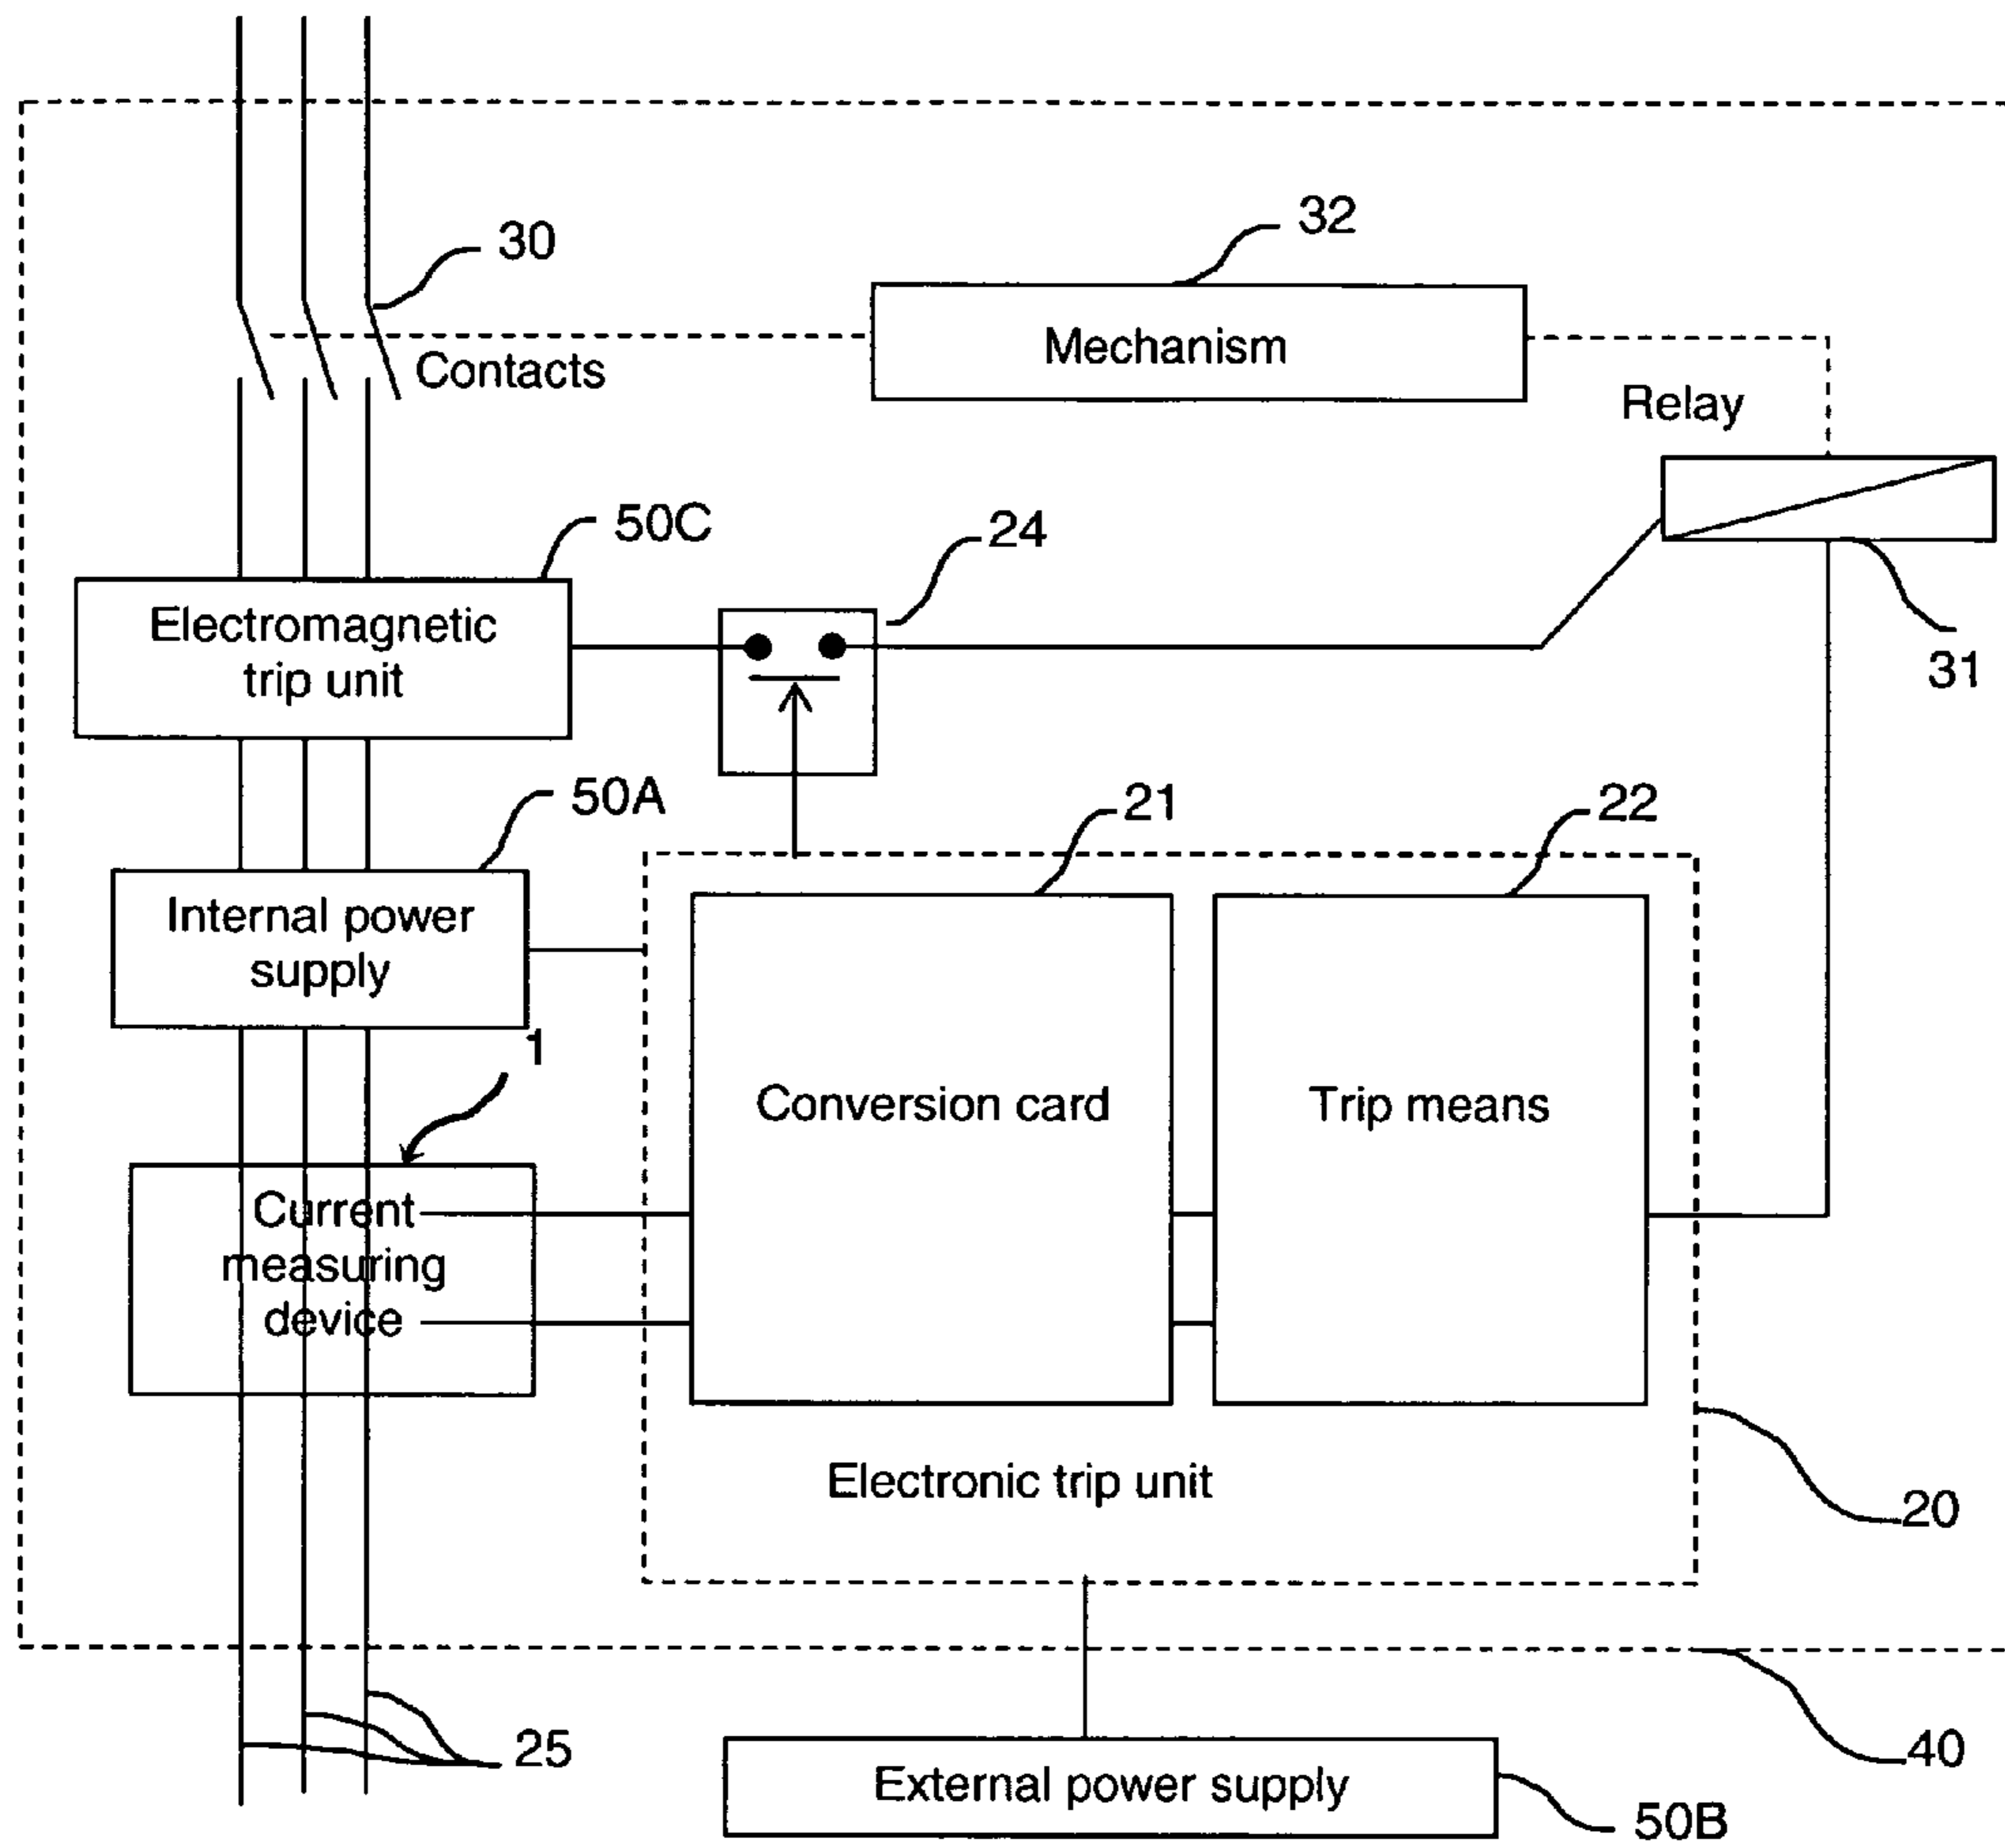 30
32
Mechanism
Contacts
Relay
50C
24
Electromagnetic
trip unit
31
50A
21
22
Internal power
supply
1
Conversion card
Trip means
Current
measuring
device
Electronic trip unit
20
25
40
External power supply
50B